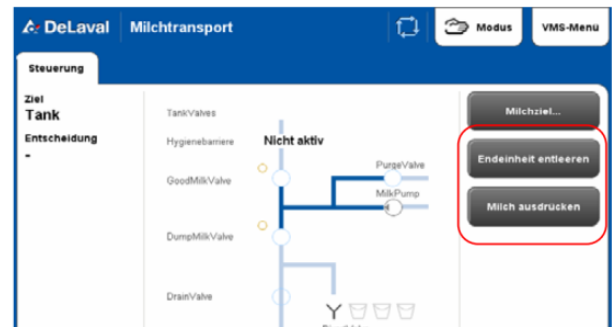 DeLaval
Milchtransport
Modus
VMS-Menü
Steuerung
Ziel
Tank
Entscheidung
-
TankValves
Hygienebarriere
Nicht aktiv
GoodMilkValve
PurgeValve
MilkPump
DumpMilkValve
DrainValve
Milchziel...
Endeinheit entleeren
Milch ausdrücken